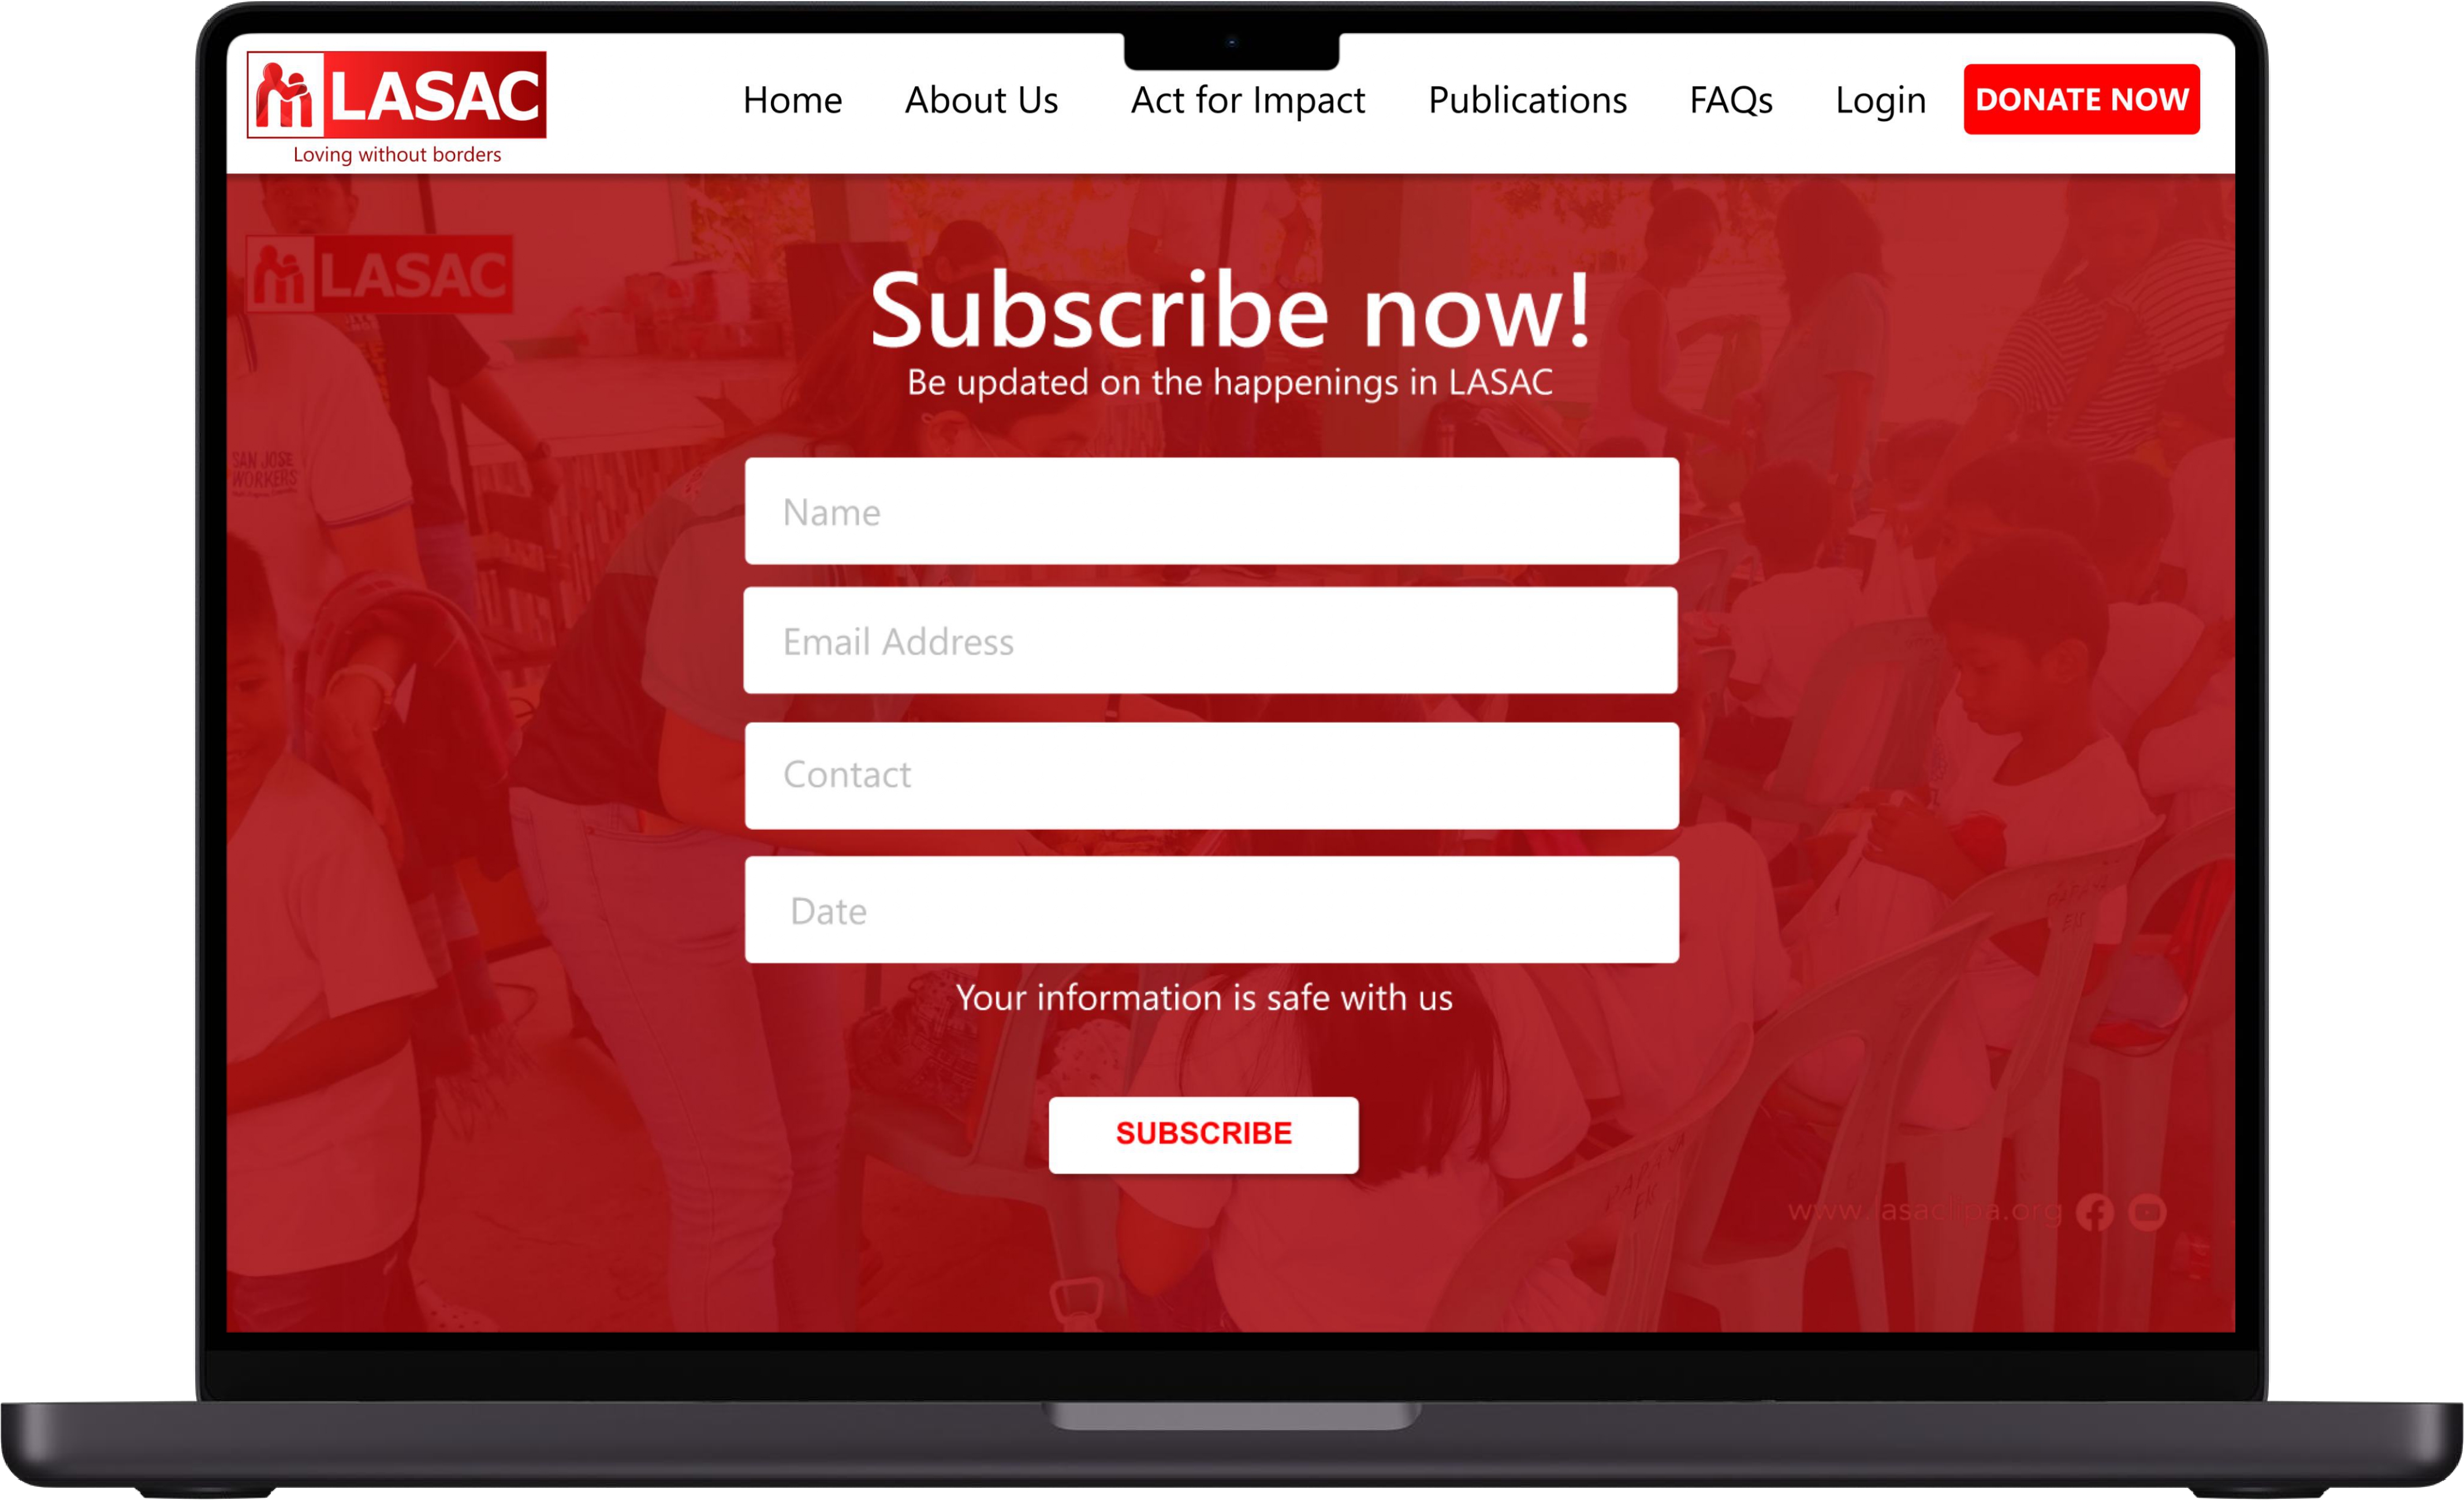 LASAC
Loving without borders
Home About Us Act for Impact Publications FAQs Login DONATE NOW
LASAC
Subscribe now!
Be updated on the happenings in LASAC
SAN JOSE
WORKERS
Name
Email Address
Contact
Date
Your information is safe with us
SUBSCRIBE
www.lasaclipa.org